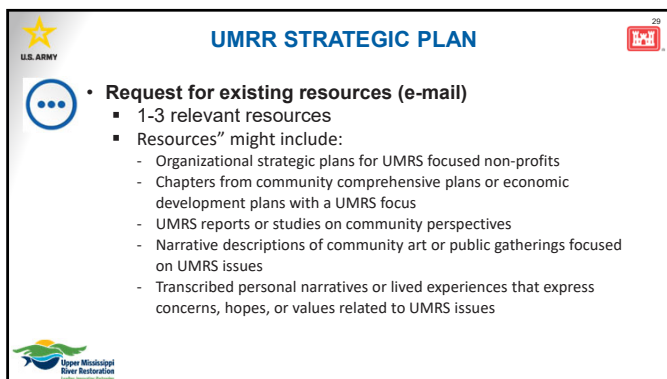 29
UMRR STRATEGIC PLAN
U.S. ARMY
• Request for existing resources (e-mail)
▪ 1-3 relevant resources
▪ Resources” might include:
- Organizational strategic plans for UMRS focused non-profits
- Chapters from community comprehensive plans or economic
development plans with a UMRS focus
- UMRS reports or studies on community perspectives
- Narrative descriptions of community art or public gatherings focused
on UMRS issues
- Transcribed personal narratives or lived experiences that express
concerns, hopes, or values related to UMRS issues
Upper Mississippi
River Restoration